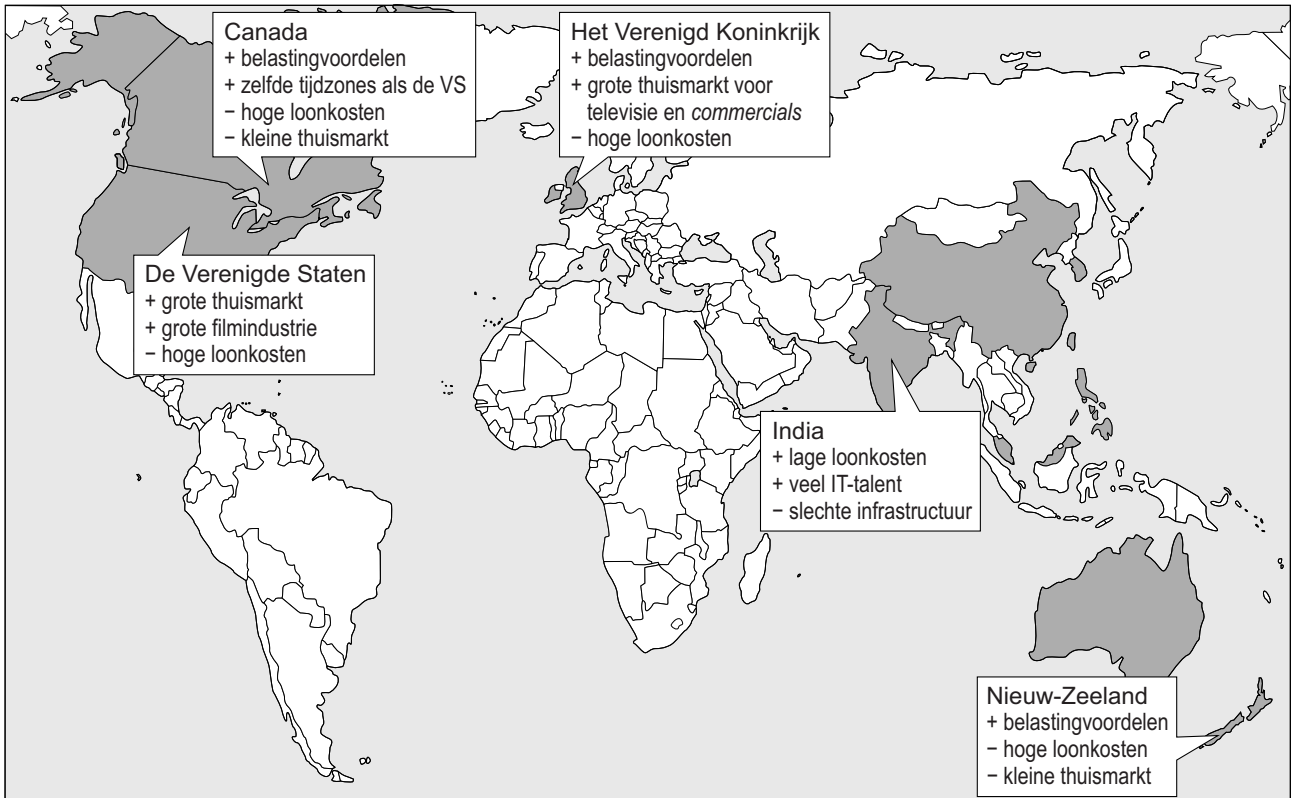 Canada
+ belastingvoordelen
+ zelfde tijdzones als de VS
− hoge loonkosten
− kleine thuismarkt
Het Verenigd Koninkrijk
+ belastingvoordelen
+ grote thuismarkt voor
televisie en commercials
− hoge loonkosten
De Verenigde Staten
+ grote thuismarkt
+ grote filmindustrie
− hoge loonkosten
India
+ lage loonkosten
+ veel IT-talent
− slechte infrastructuur
Nieuw-Zeeland
+ belastingvoordelen
− hoge loonkosten
− kleine thuismarkt